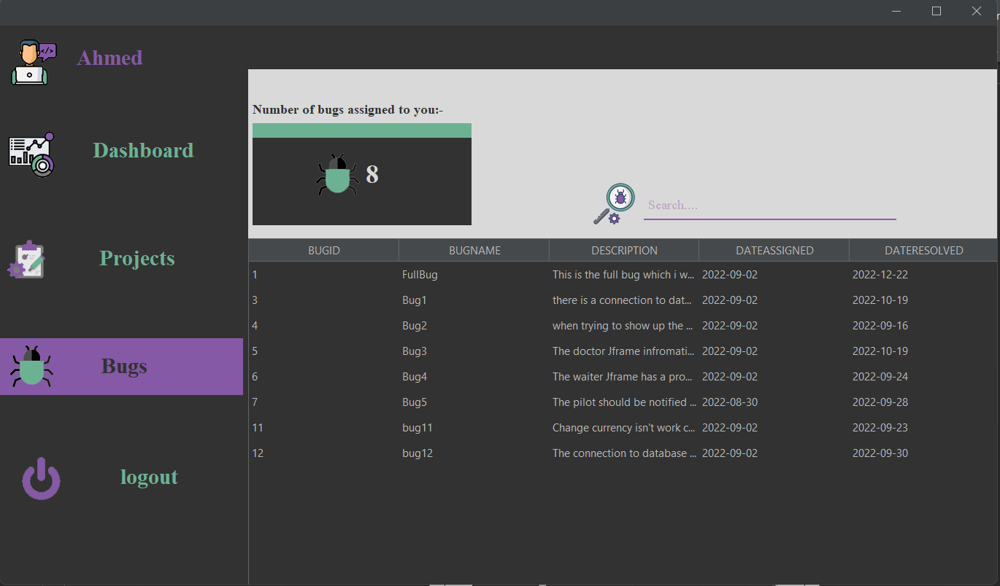 Ahmed
Dashboard
Projects
Bugs
logout
Number of bugs assigned to you:-
8
Search....
BUGID BUGNAME DESCRIPTION DATEASSIGNED DATERESOLVED
1 FullBug This is the full bug which i w... 2022-09-02 2022-12-22
3 Bug1 there is a connection to dat... 2022-09-02 2022-10-19
4 Bug2 when trying to show up the ... 2022-09-02 2022-09-16
5 Bug3 The doctor Jframe infromati... 2022-09-02 2022-10-19
6 Bug4 The waiter Jframe has a pro... 2022-09-02 2022-09-24
7 Bug5 The pilot should be notified ... 2022-08-30 2022-09-28
11 bug11 Change currency isn't work c... 2022-09-02 2022-09-23
12 bug12 The connection to database ... 2022-09-02 2022-09-30